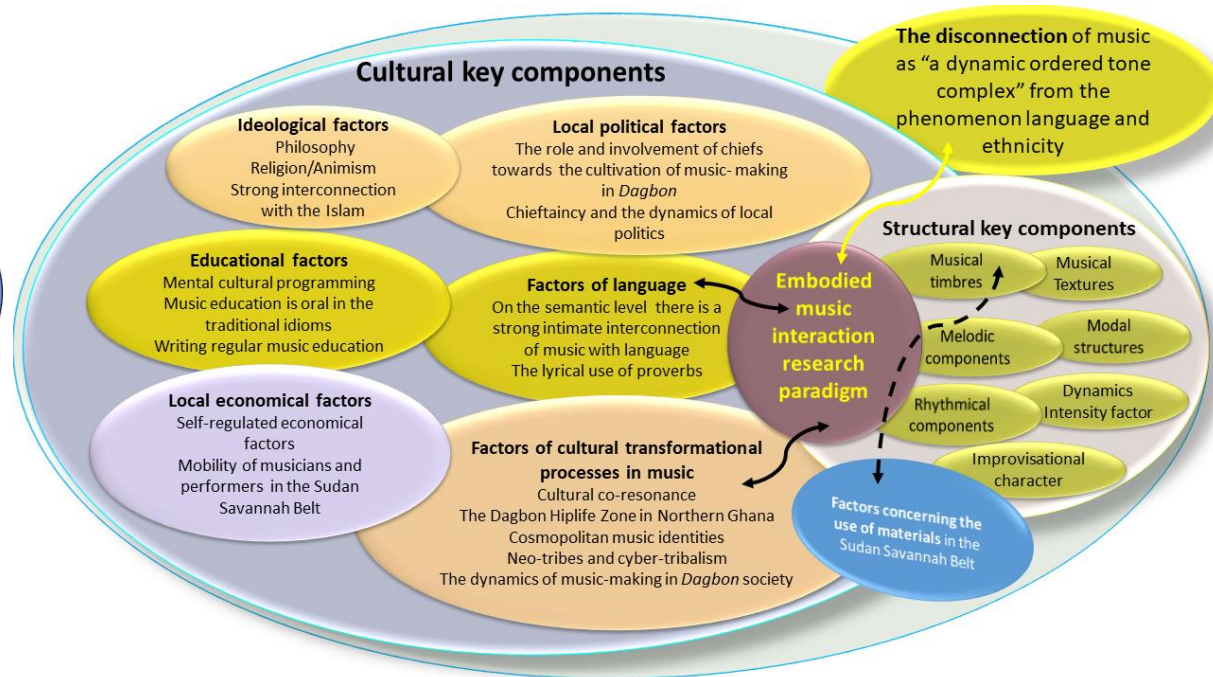 Cultural key components
The disconnection of music
as “a dynamic ordered tone
complex” from the
phenomenon language and
ethnicity
Ideological factors
Philosophy
Religion/Animism
Strong interconnection
with the Islam
Local political factors
The role and involvement of chiefs
towards the cultivation of music- making
in Dagbon
Chieftaincy and the dynamics of local
politics
Educational factors
Mental cultural programming
Music education is oral in the
traditional idioms
Writing regular music education
Factors of language
On the semantic level there is a
strong intimate interconnection
of music with language
The lyrical use of proverbs
Local economical factors
Self-regulated economical
factors
Mobility of musicians and
performers in the Sudan
Savannah Belt
Factors of cultural transformational
processes in music
Cultural co-resonance
The Dagbon Hiplife Zone in Northern Ghana
Cosmopolitan music identities
Neo-tribes and cyber-tribalism
The dynamics of music-making in Dagbon society
Embodied
music
interaction
research
paradigm
Structural key components
Musical
timbres
Musical
Textures
Melodic
components
Modal
structures
Rhythmical
components
Dynamics
Intensity factor
Improvisational
character
Factors concerning the
use of materials in the
Sudan Savannah Belt